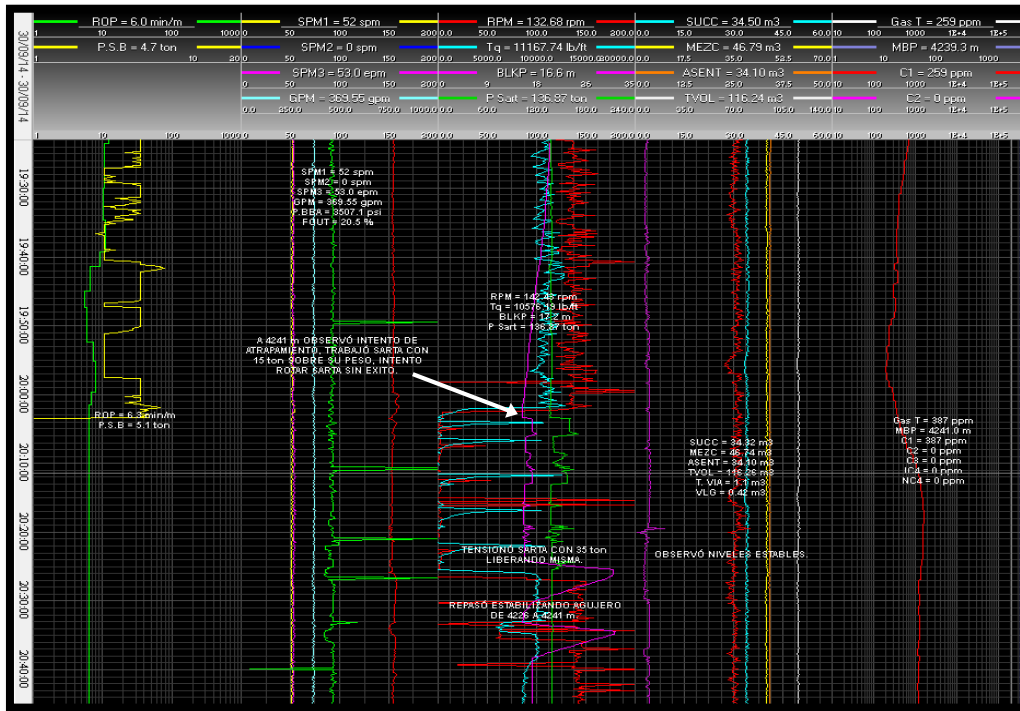 ROP = 6.0 min/m
SPM1 = 52 spm
RPM = 132.68 rpm
SUCC = 34.50 m3
Gas T = 259 ppm
P.S.B = 4.7 ton
SPM2 = 0 spm
Tq = 11167.74 lb/ft
MEZC = 46.79 m3
MBP = 4239.3 m
SPM3 = 53.0 epm
BLKP = 16.6 m
ASENT = 34.10 m3
C1 = 259 ppm
GPM = 369.55 gpm
P Sart = 136.87 ton
TVOL = 116.24 m3
C2 = 0 ppm
30/09/14 - 30/09/14
1 10 100 1000
19:30:00
19:40:00
19:50:00
20:00:00
20:10:00
20:20:00
20:30:00
20:40:00
SPM1 = 52 spm
SPM2 = 0 spm
SPM3 = 53.0 epm
GPM = 369.55 gpm
P.BBA = 3507.1 psi
FOUT = 20.5 %
RPM = 142.43 rpm
Tq = 10576.19 lb/ft
BLKP = 17.2 m
P Sart = 136.87 ton
A 4241 m OBSERVÓ INTENTO DE
ATRAPAMIENTO, TRABAJÓ SARTA CON
15 ton SOBRE SU PESO, INTENTO
ROTAR SARTA SIN EXITO.
ROP = 6.3 min/m
P.S.B = 5.1 ton
SUCC = 34.32 m3
MEZC = 46.74 m3
ASENT = 34.10 m3
TVOL = 116.26 m3
T. VIA = 1.1 m3
VLG = 0.42 m3
Gas T = 387 ppm
MBP = 4241.0 m
C1 = 387 ppm
C2 = 0 ppm
C3 = 0 ppm
IC4 = 0 ppm
NC4 = 0 ppm
TENSIONÓ SARTA CON 35 ton
LIBERANDO MISMA.
OBSERVÓ NIVELES ESTABLES.
REPASÓ ESTABILIZANDO AGUJERO
DE 4226 A 4241 m